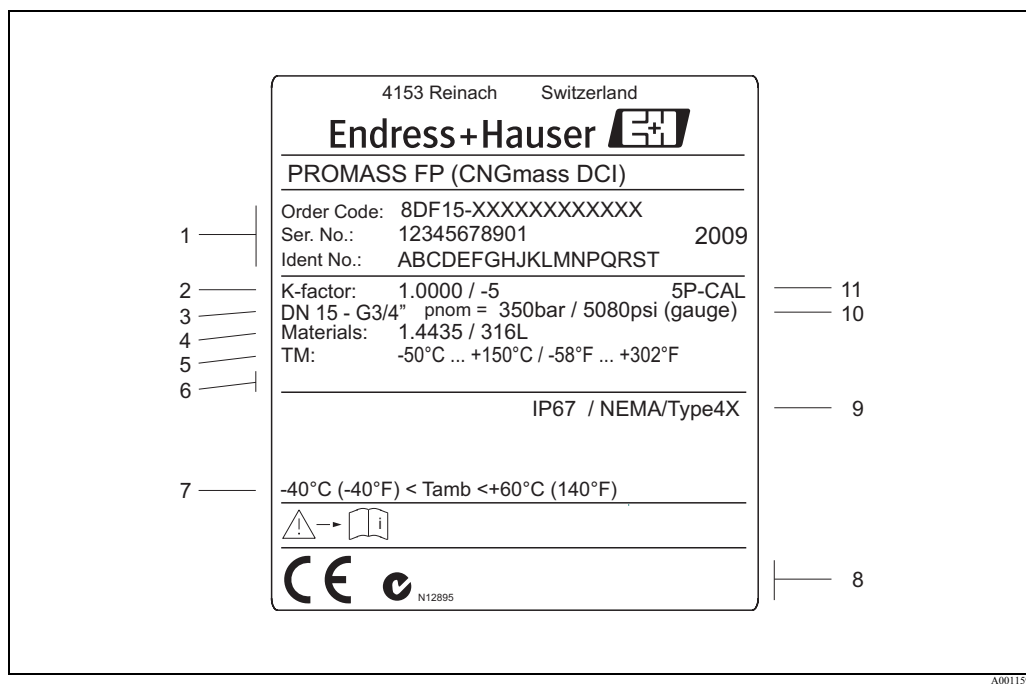 4153 Reinach Switzerland
Endress+Hauser
PROMASS FP (CNGmass DCI)
1 Order Code: 8DF15-XXXXXXXXXXXX
Ser. No.: 12345678901 2009
Ident No.: ABCDEFGHJKLMNPQRST
2 K-factor: 1.0000 / -5 5P-CAL 11
3 DN 15 - G3/4” pnom = 350bar / 5080psi (gauge) 10
4 Materials: 1.4435 / 316L
5 TM: -50°C ... +150°C / -58°F ... +302°F
6
IP67 / NEMA/Type4X 9
7 -40°C (-40°F) < Tamb <+60°C (140°F)
i
CE N12895 8